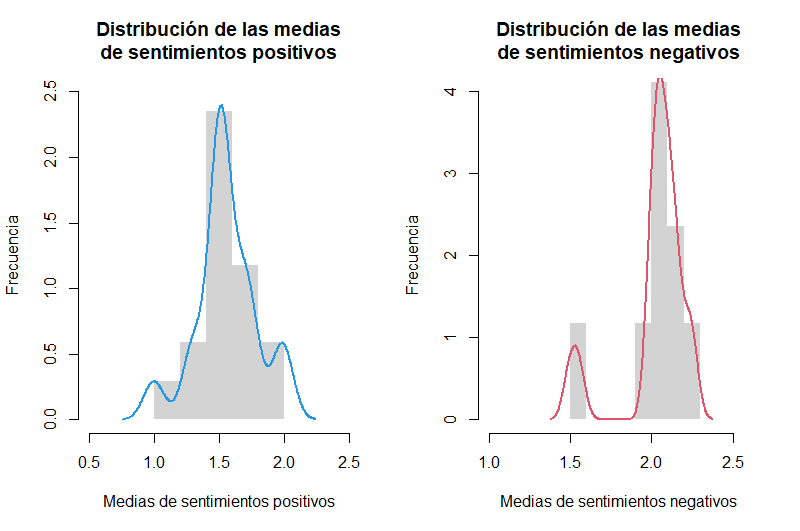 Distribución de las medias
de sentimientos positivos
Frecuencia
2.5
2.0
1.5
1.0
0.5
0.0
0.5 1.0 1.5 2.0 2.5
Medias de sentimientos positivos
Distribución de las medias
de sentimientos negativos
Frecuencia
4
3
2
1
0
1.0 1.5 2.0 2.5
Medias de sentimientos negativos